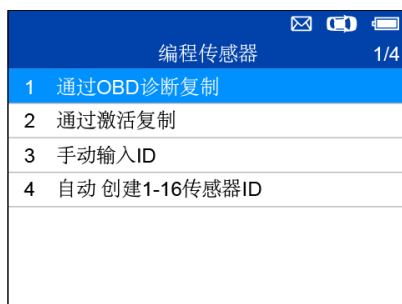 编程传感器 1/4
1 通过OBD诊断复制
2 通过激活复制
3 手动输入ID
4 自动 创建1-16传感器ID